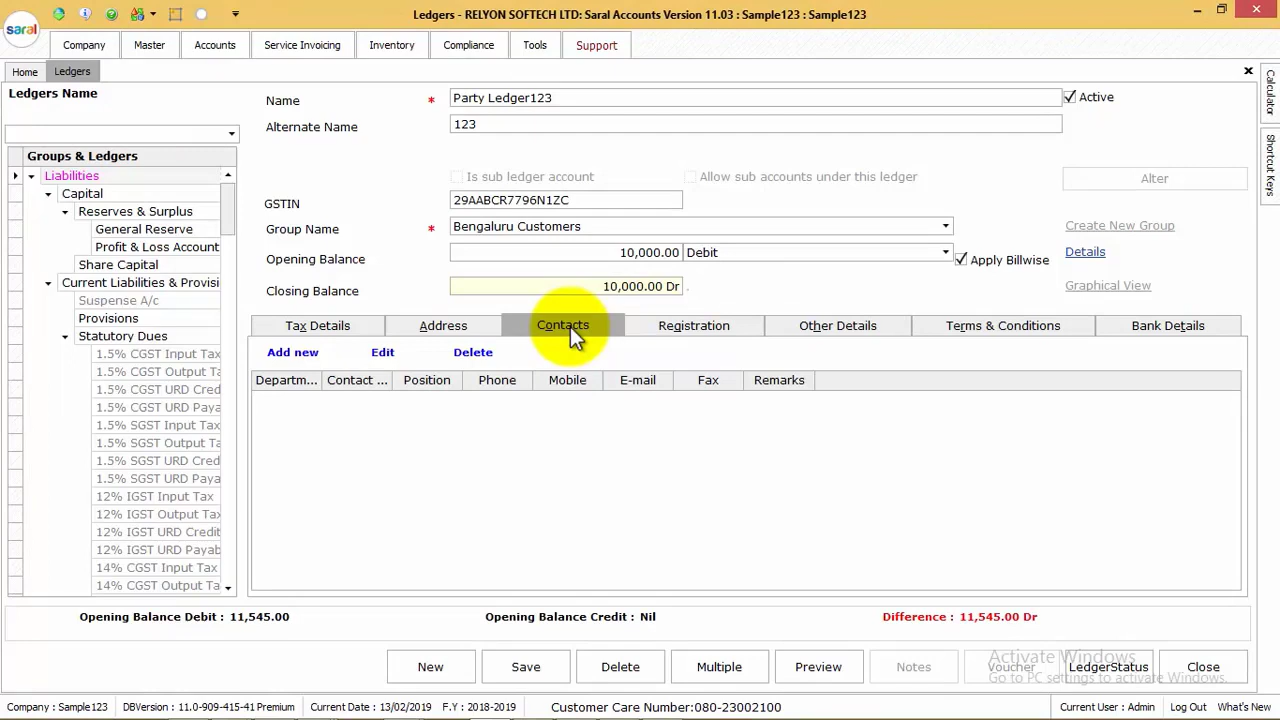 Ledgers - RELYON SOFTECH LTD: Saral Accounts Version 11.03 : Sample123 : Sample123
saral
Company Master Accounts Service Invoicing Inventory Compliance Tools Support
Home Ledgers
Ledgers Name
Name * Party Ledger123 Active
Alternate Name 123
Is sub ledger account Allow sub accounts under this ledger Alter
GSTIN 29AABCR7796N1ZC
Group Name * Bengaluru Customers Create New Group
Opening Balance 10,000.00 Debit Apply Billwise Details
Closing Balance 10,000.00 Dr . Graphical View
Groups & Ledgers
Liabilities
Capital
Reserves & Surplus
General Reserve
Profit & Loss Account
Share Capital
Current Liabilities & Provisi
Suspense A/c
Provisions
Statutory Dues
1.5% CGST Input Tax
1.5% CGST Output Ta
1.5% CGST URD Cred
1.5% CGST URD Paya
1.5% SGST Input Tax
1.5% SGST Output Ta
1.5% SGST URD Cred
1.5% SGST URD Paya
12% IGST Input Tax
12% IGST Output Tax
12% IGST URD Credit
12% IGST URD Payab
14% CGST Input Tax
14% CGST Output Ta
Tax Details Address Contacts Registration Other Details Terms & Conditions Bank Details
Add new Edit Delete
Departm... Contact ... Position Phone Mobile E-mail Fax Remarks
Calculator
Shortcut Keys
Opening Balance Debit : 11,545.00 Opening Balance Credit : Nil Difference : 11,545.00 Dr
New Save Delete Multiple Preview Notes Voucher LedgerStatus Close
Activate Windows
Go to PC settings to activate Windows.
Company : Sample123 DBVersion : 11.0-909-415-41 Premium Current Date : 13/02/2019 F.Y : 2018-2019 Customer Care Number:080-23002100 Current User : Admin Log Out What's New